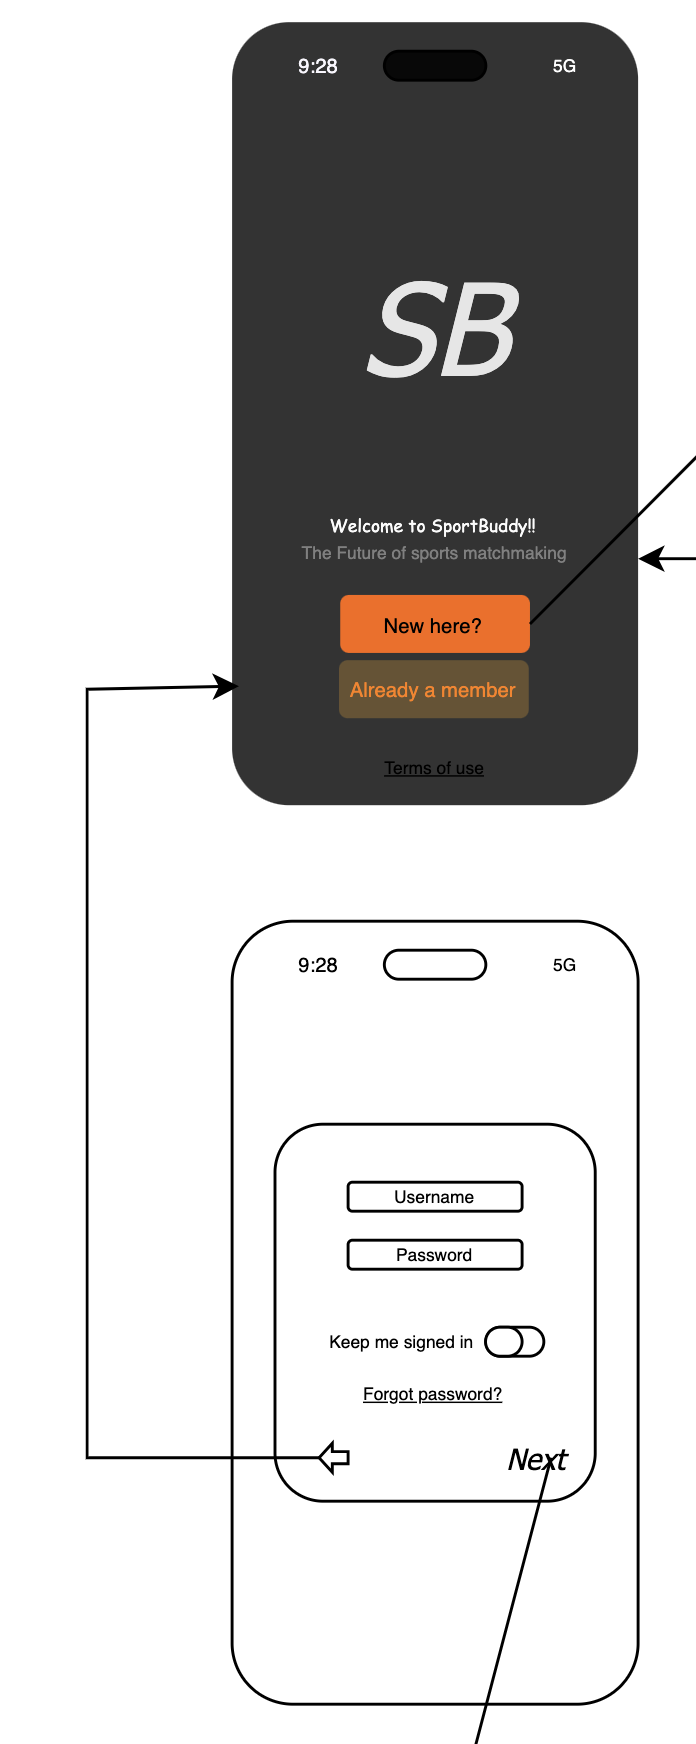 9:28
5G
SB
Welcome to SportBuddy!!
The Future of sports matchmaking
New here?
Already a member
Terms of use
9:28
5G
Username
Password
Keep me signed in
Forgot password?
Next